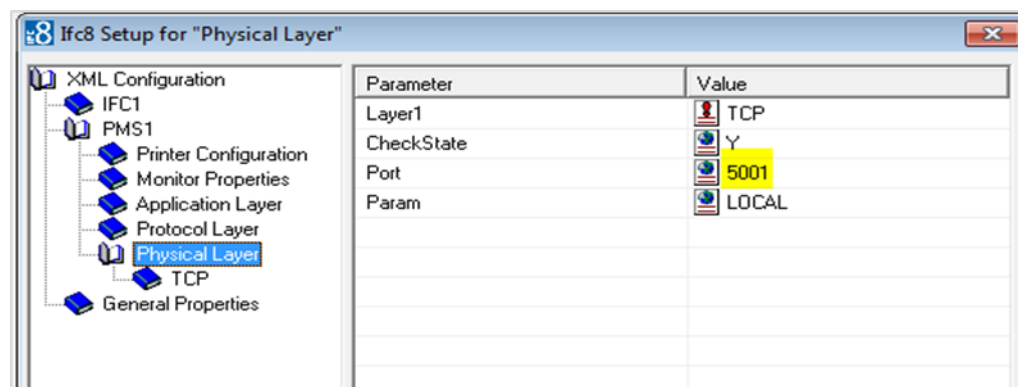 Ifc8 Setup for "Physical Layer"
XML Configuration
IFC1
PMS1
Printer Configuration
Monitor Properties
Application Layer
Protocol Layer
Physical Layer
TCP
General Properties
Parameter Value
Layer1 TCP
CheckState Y
Port 5001
Param LOCAL